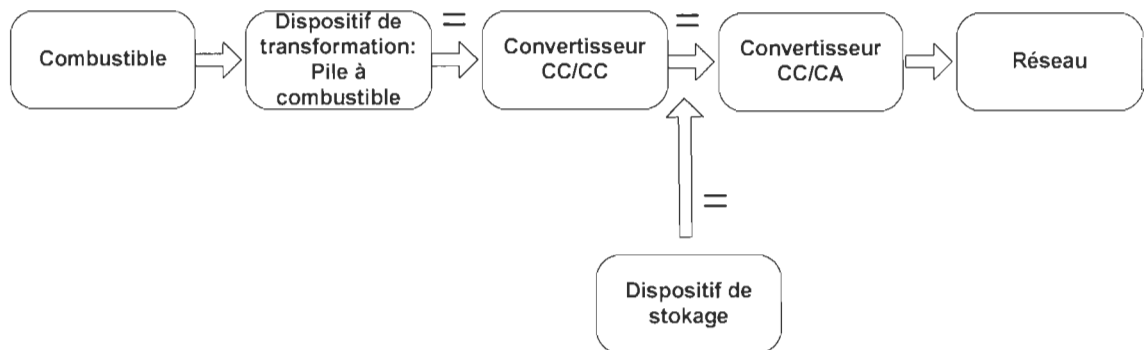 Combustible
Dispositif de
transformation:
Pile à
combustible
=
Convertisseur
CC/CC
=
Convertisseur
CC/CA
Réseau
=
Dispositif de
stokage